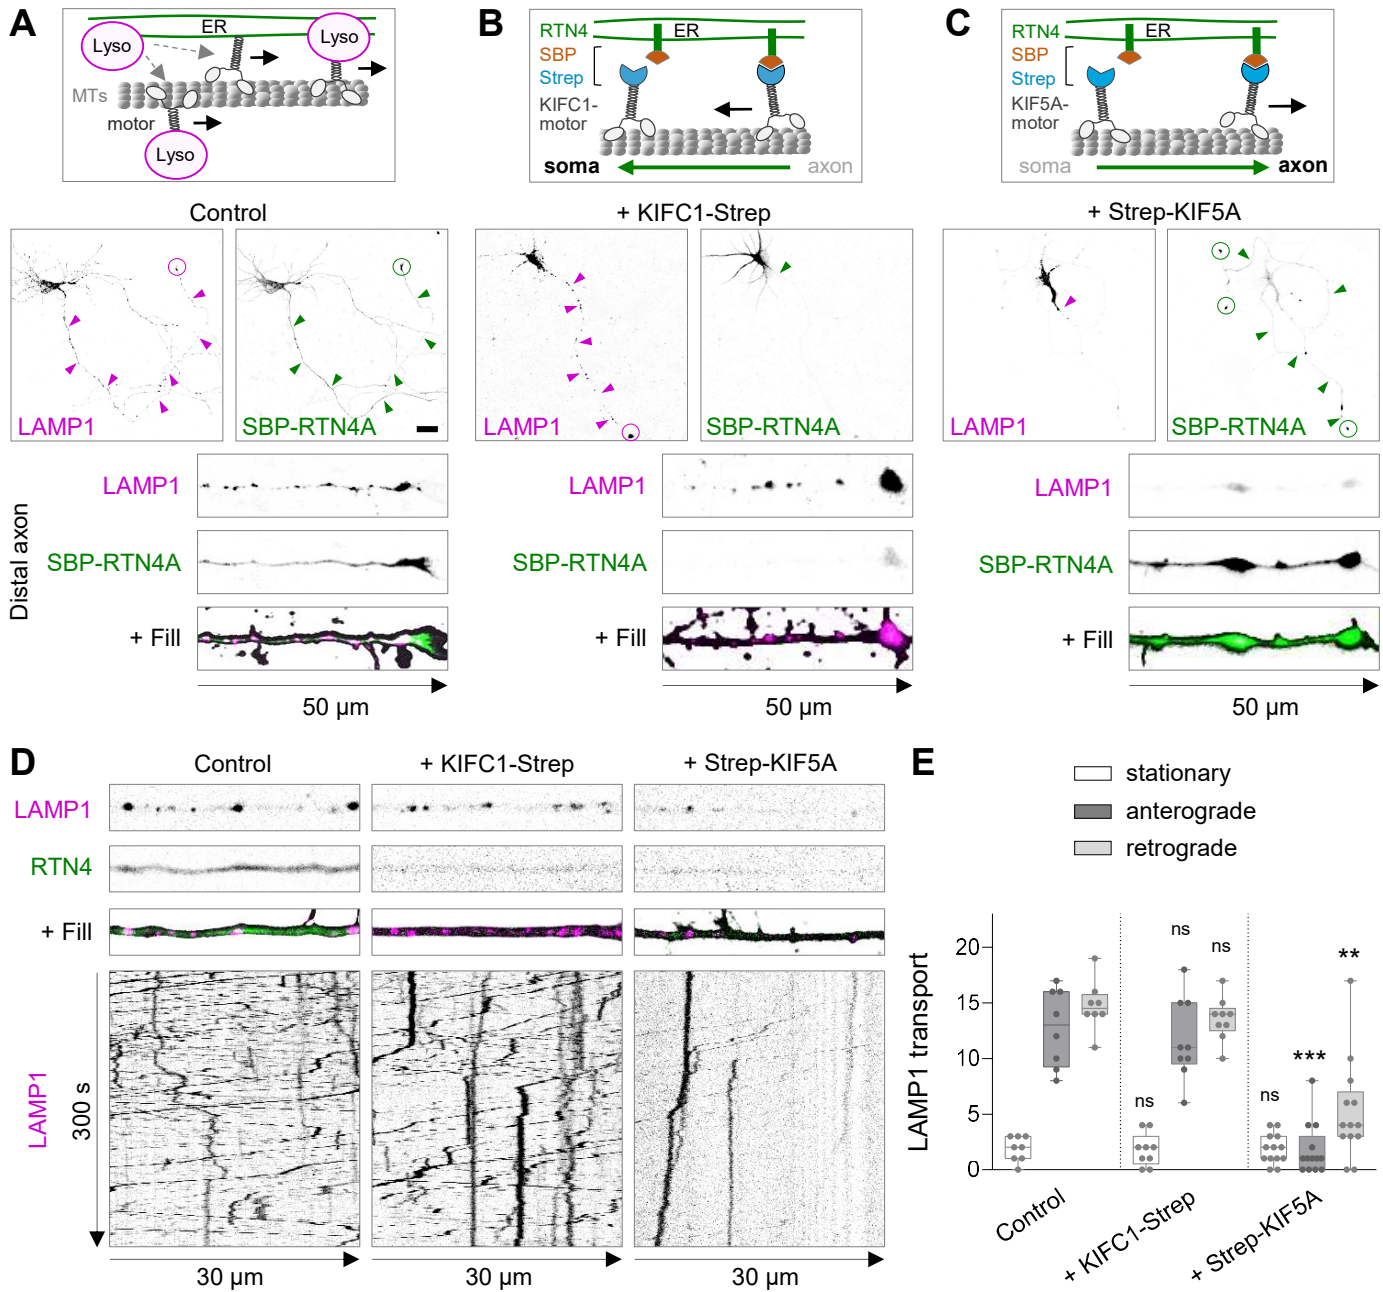 A
Lyso
ER
Lyso
MTs
motor
Lyso
B
RTN4
ER
SBP
Strep
KIFC1-
motor
soma
axon
C
RTN4
ER
SBP
Strep
KIF5A-
motor
soma
axon
Control
LAMP1
SBP-RTN4A
+ KIFC1-Strep
LAMP1
SBP-RTN4A
+ Strep-KIF5A
LAMP1
SBP-RTN4A
Distal axon
LAMP1
SBP-RTN4A
+ Fill
50 µm
LAMP1
SBP-RTN4A
+ Fill
50 µm
LAMP1
SBP-RTN4A
+ Fill
50 µm
D
Control
+ KIFC1-Strep
+ Strep-KIF5A
LAMP1
RTN4
+ Fill
LAMP1
300 s
30 µm
30 µm
30 µm
E
stationary
anterograde
retrograde
LAMP1 transport
20
15
10
5
0
ns
ns
ns
ns
***
**
Control
+ KIFC1-Strep
+ Strep-KIF5A